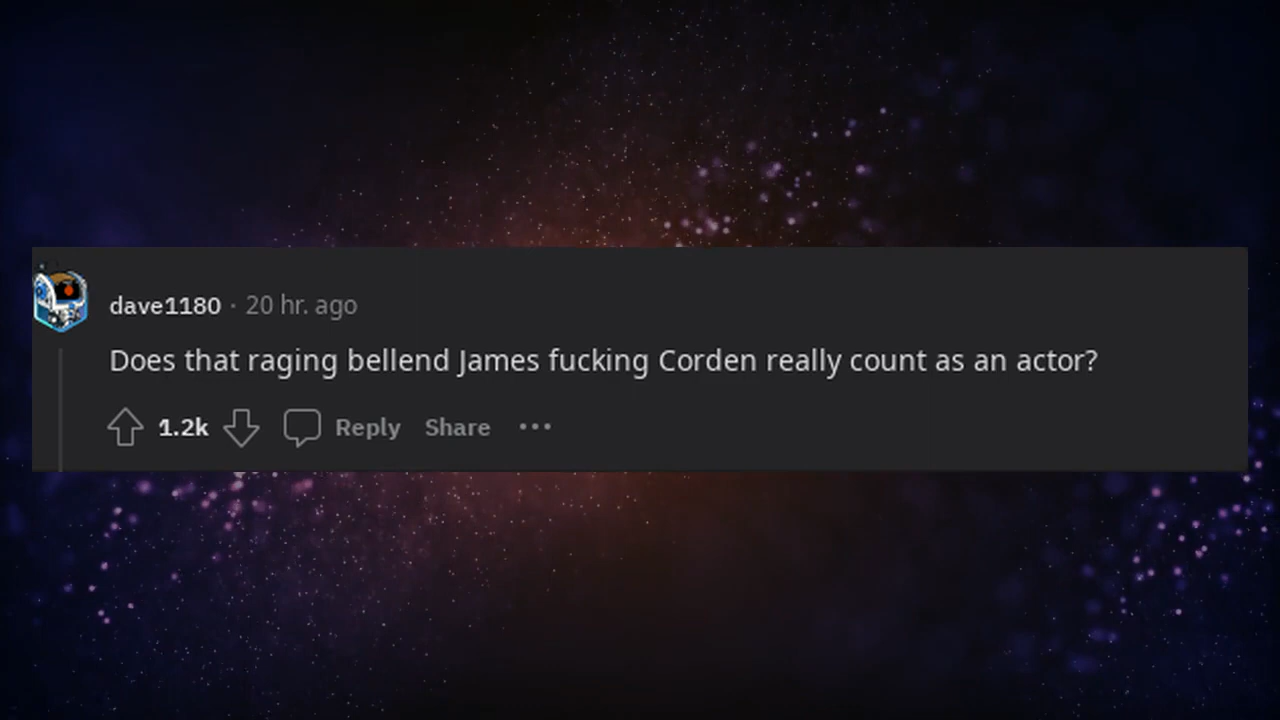 dave1180 · 20 hr. ago
Does that raging bellend James fucking Corden really count as an actor?
1.2k Reply Share ···